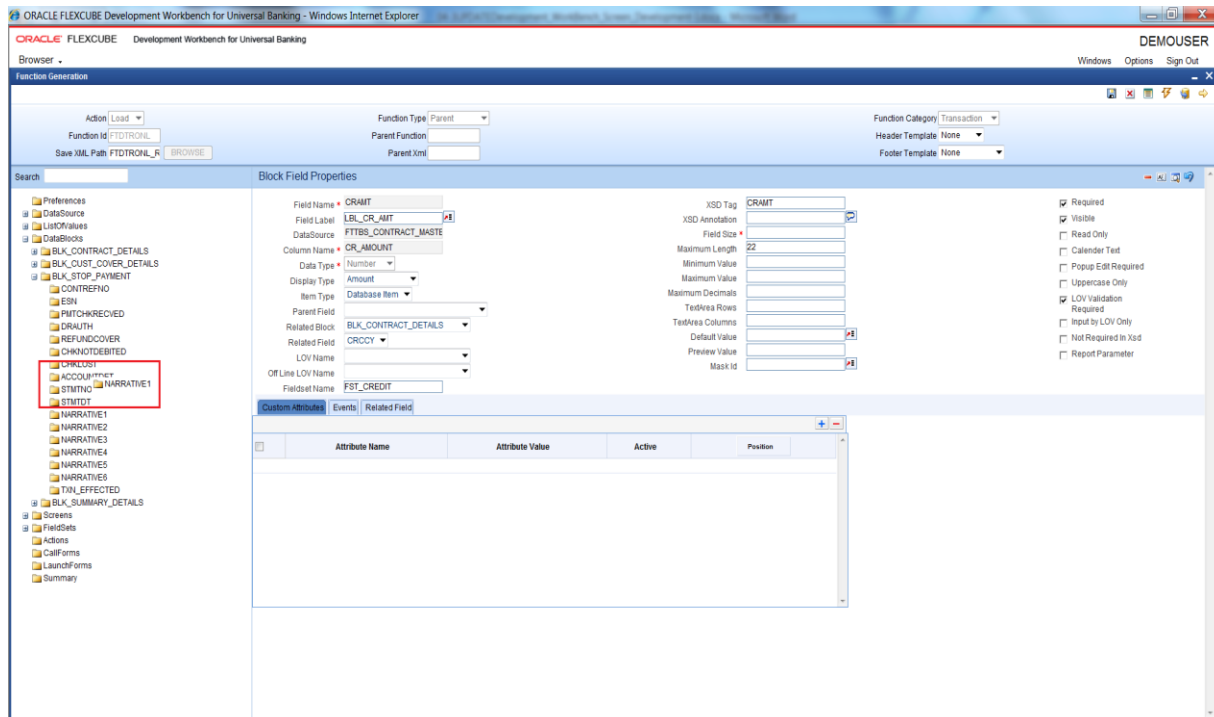 ORACLE FLEXCUBE Development Workbench for Universal Banking - Windows Internet Explorer
ORACLE FLEXCUBE Development Workbench for Universal Banking
DEMOUSER
Browser
Windows Options Sign Out
Function Generation
Action Load
Function Type Parent
Function Category Transaction
Function Id FTDTRONL
Parent Function
Header Template None
Save XML Path FTDTRONL_R BROWSE
Parent Xml
Footer Template None
Search
Block Field Properties
Preferences
DataSource
ListOfValues
DataBlocks
BLK_CONTRACT_DETAILS
BLK_CUST_COVER_DETAILS
BLK_STOP_PAYMENT
CONTREFNO
ESN
PMTCHKRECVED
DRAUTH
REFUNDCOVER
CHKNOTDEBITED
CHKLOST
ACCOUNTDET
NARRATIVE1
STMTNO
STMTDT
NARRATIVE1
NARRATIVE2
NARRATIVE3
NARRATIVE4
NARRATIVE5
NARRATIVE6
TXN_EFFECTED
BLK_SUMMARY_DETAILS
Screens
FieldSets
Actions
CallForms
LaunchForms
Summary
Field Name * CRAMT
Field Label LBL_CR_AMT
DataSource FTTBS_CONTRACT_MASTE
Column Name * CR_AMOUNT
Data Type * Number
Display Type Amount
Item Type Database Item
Parent Field
Related Block BLK_CONTRACT_DETAILS
Related Field CRCCY
LOV Name
Off Line LOV Name
Fieldset Name FST_CREDIT
XSD Tag CRAMT
XSD Annotation
Field Size *
Maximum Length 22
Minimum Value
Maximum Value
Maximum Decimals
TextArea Rows
TextArea Columns
Default Value
Preview Value
Mask Id
Required
Visible
Read Only
Calender Text
Popup Edit Required
Uppercase Only
LOV Validation
Required
Input by LOV Only
Not Required In Xsd
Report Parameter
Custom Attributes Events Related Field
Attribute Name Attribute Value Active Position